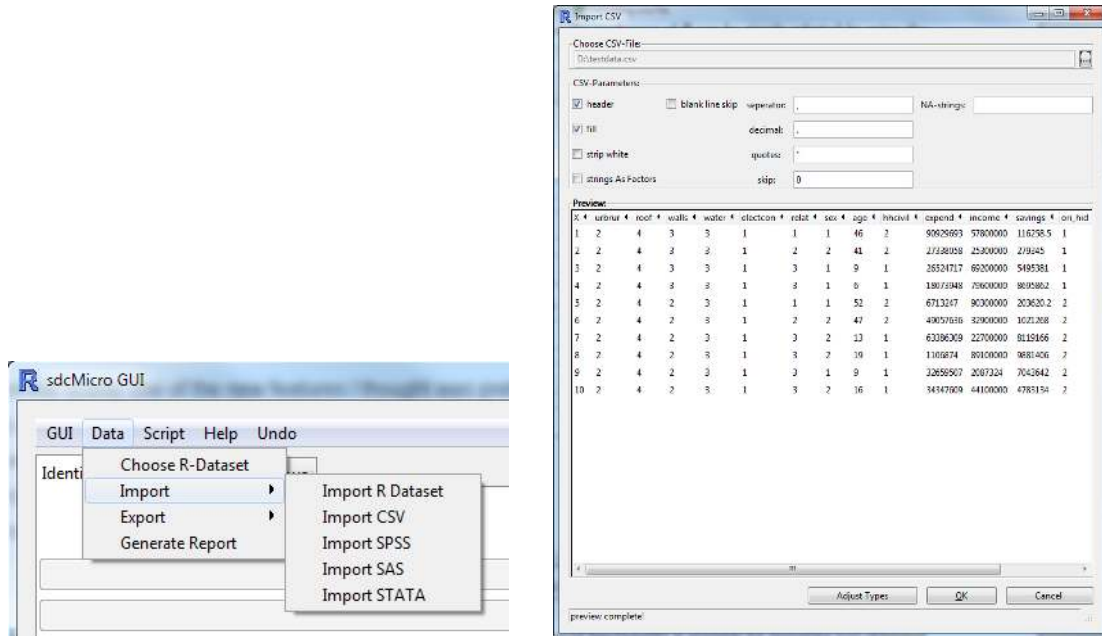 sdcMicro GUI
GUI Data Script Help Undo
Identi
Choose R-Dataset
Import
Export
Generate Report
Import R Dataset
Import CSV
Import SPSS
Import SAS
Import STATA
Import CSV
Choose CSV-File:
D:\testdata.csv
CSV-Parameters:
header blank line skip seperator: , NA-strings:
fill decimal: .
strip white quotes: "
strings As Factors skip: 0
Preview:
X urbrur roof walls water electcon relat sex age hhcivil expend income savings ori_hid
1 2 4 3 3 1 1 1 46 2 90929693 57800000 116258.5 1
2 2 4 3 3 1 2 2 41 2 27338058 25300000 279345 1
3 2 4 3 3 1 3 1 9 1 26524717 69200000 5495381 1
4 2 4 3 3 1 3 1 6 1 18073948 79600000 8695862 1
5 2 4 2 3 1 1 1 52 2 6713247 90300000 203620.2 2
6 2 4 2 3 1 2 2 47 2 49057636 32900000 1021268 2
7 2 4 2 3 1 3 2 13 1 63386309 22700000 8119166 2
8 2 4 2 3 1 3 2 19 1 1106874 89100000 9881406 2
9 2 4 2 3 1 3 1 9 1 32659507 2087324 7043642 2
10 2 4 2 3 1 3 2 16 1 34347609 44100000 4783134 2
Adjust Types OK Cancel
preview complete!